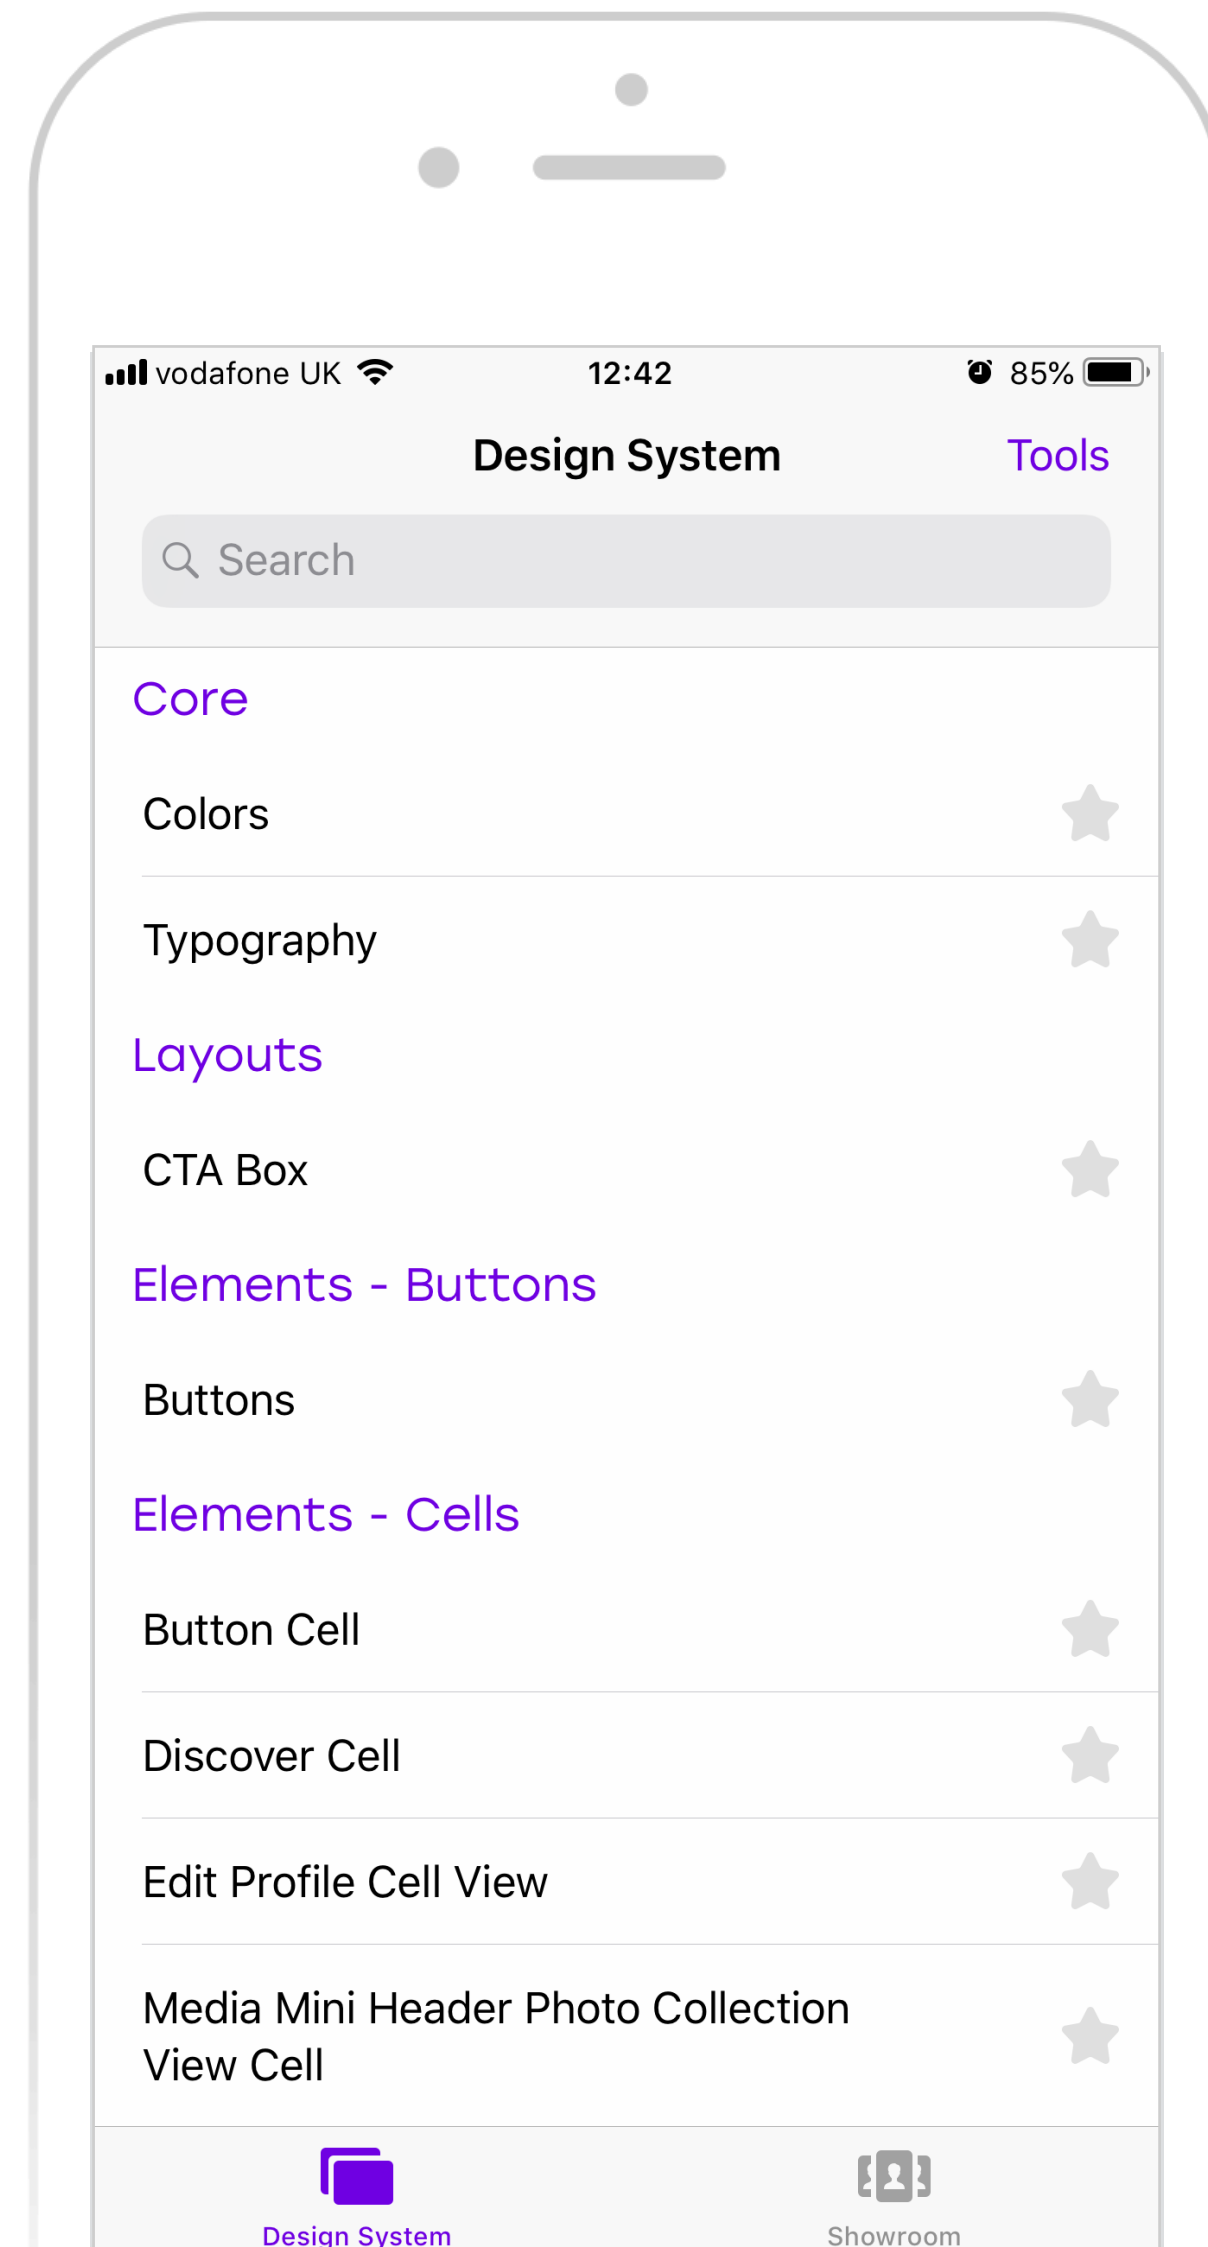 vodafone UK 12:42 85%
Design System Tools
Search
Core
Colors
Typography
Layouts
CTA Box
Elements - Buttons
Buttons
Elements - Cells
Button Cell
Discover Cell
Edit Profile Cell View
Media Mini Header Photo Collection
View Cell
Design System Showroom